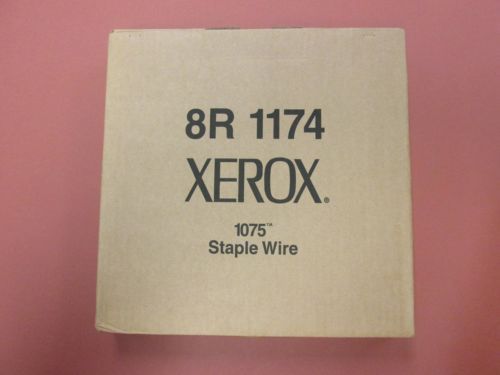 8R 1174
XEROX®
1075™
Staple Wire